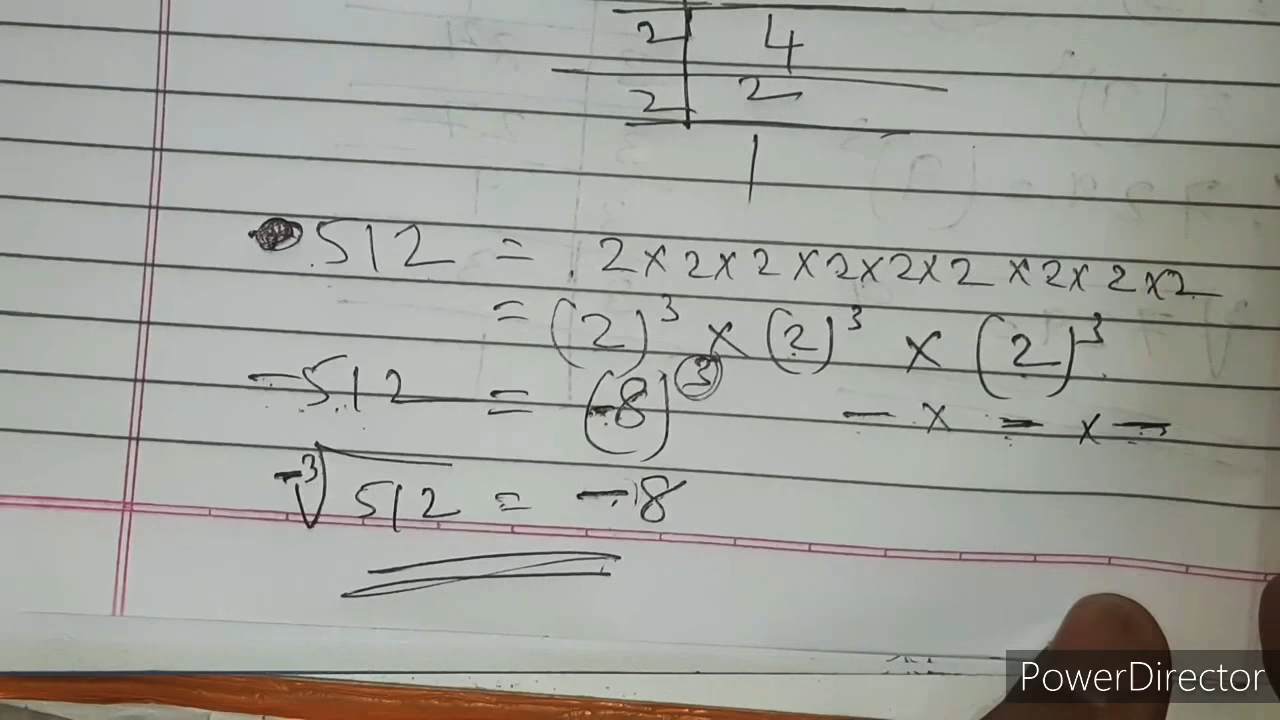 2 | 4
2 | 2
1
512 = 2 × 2 × 2 × 2 × 2 × 2 × 2 × 2 × 2
= (2)³ × (2)³ × (2)³
-512 = (-8)³ - × - × -
-∛512 = -8
PowerDirector